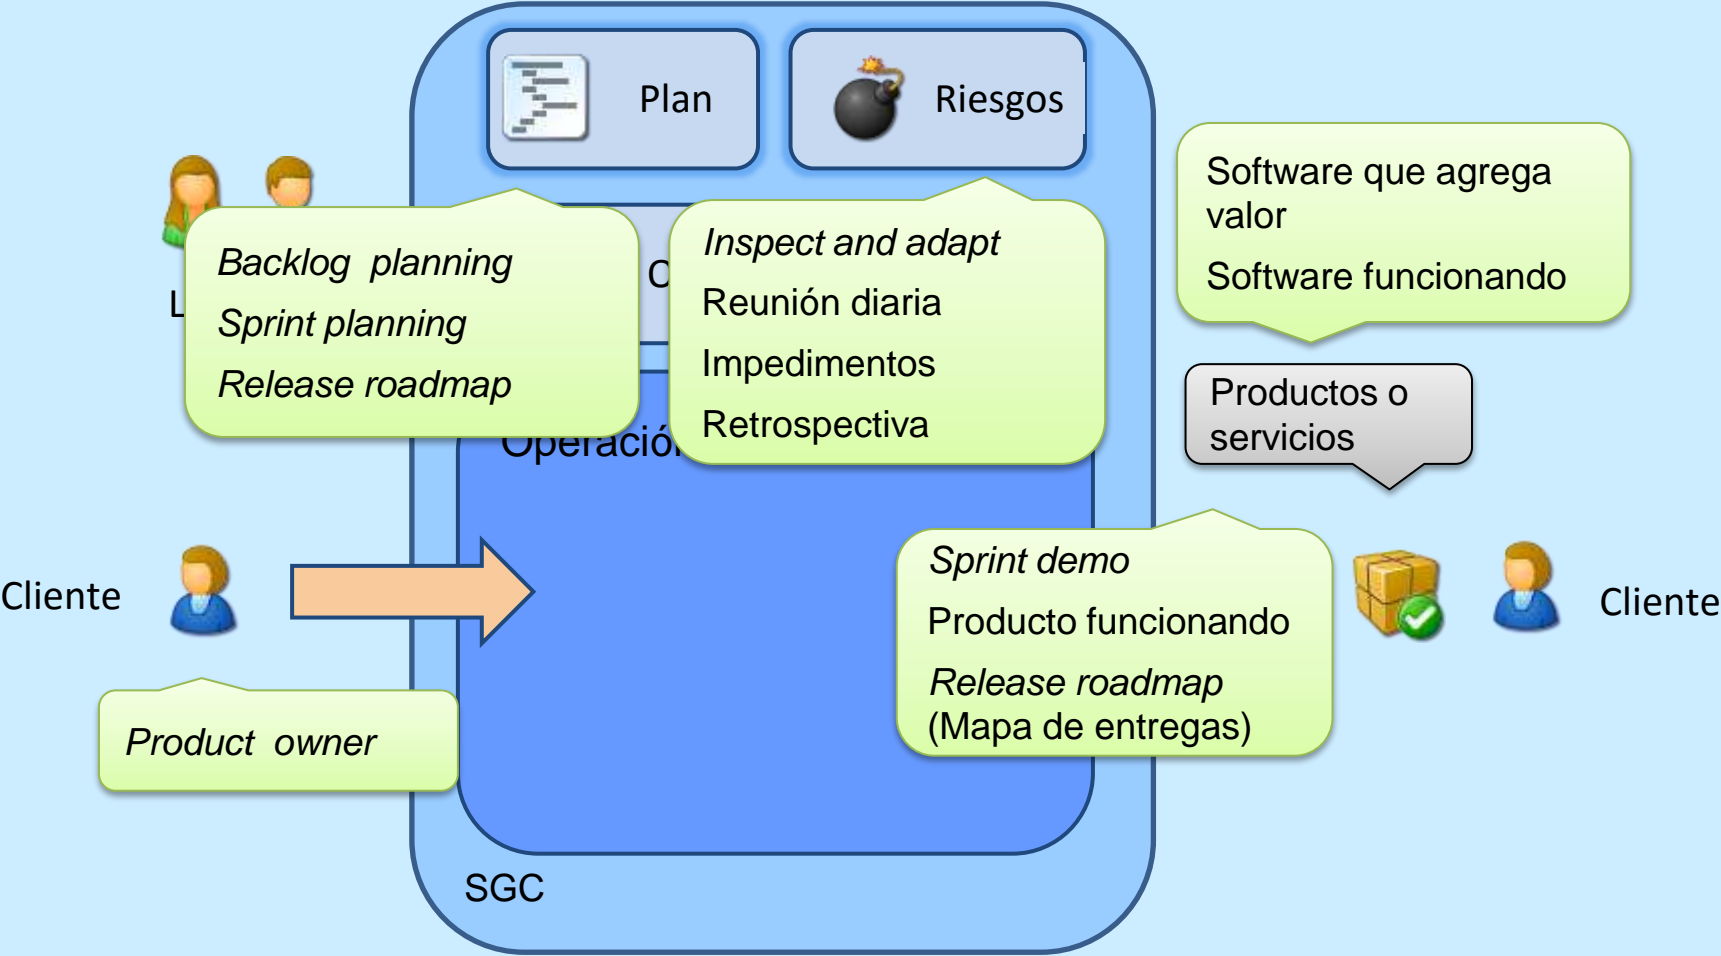 Plan
Riesgos
Software que agrega
valor
Software funcionando
Backlog planning
Sprint planning
Release roadmap
Inspect and adapt
Reunión diaria
Impedimentos
Retrospectiva
Productos o
servicios
Operación
Cliente
Sprint demo
Producto funcionando
Release roadmap
(Mapa de entregas)
Cliente
Product owner
SGC